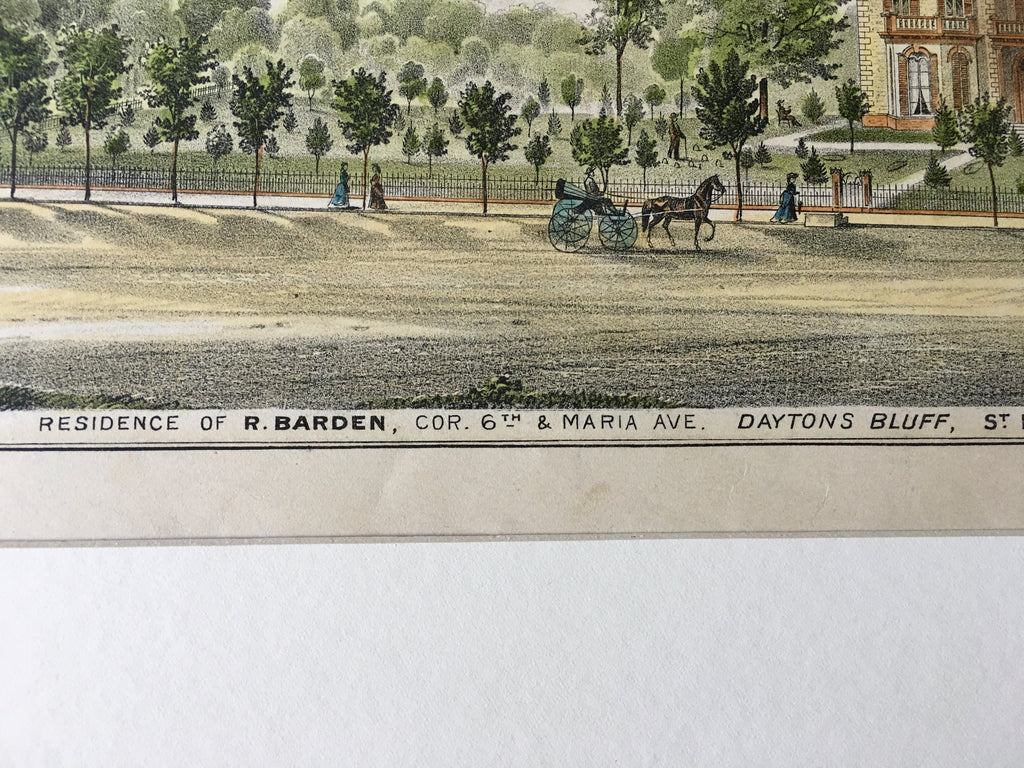 RESIDENCE OF R. BARDEN, COR. 6TH & MARIA AVE. DAYTONS BLUFF, ST